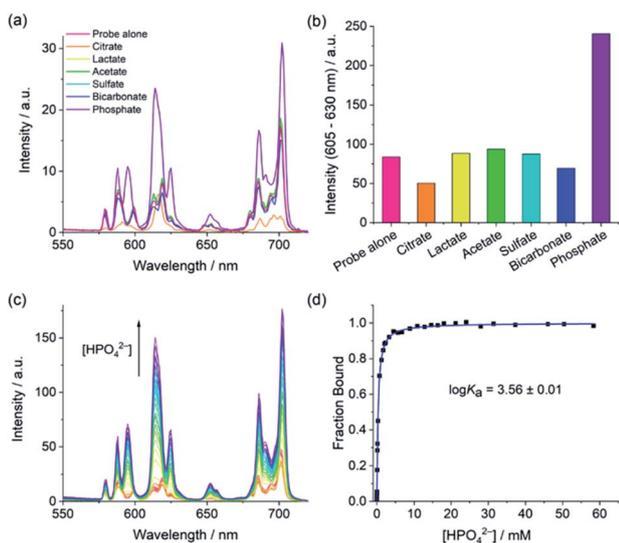 (a)
Probe alone
Citrate
Lactate
Acetate
Sulfate
Bicarbonate
Phosphate
Intensity / a.u.
30
20
10
0
550 600 650 700
Wavelength / nm
(b)
Intensity (605 - 630 nm) / a.u.
250
200
150
100
50
0
Probe alone
Citrate
Lactate
Acetate
Sulfate
Bicarbonate
Phosphate
(c)
[HPO₄²⁻]
Intensity / a.u.
150
100
50
0
550 600 650 700
Wavelength / nm
(d)
Fraction Bound
1.0
0.8
0.6
0.4
0.2
0.0
logKa = 3.56 ± 0.01
0 10 20 30 40 50 60
[HPO₄²⁻] / mM